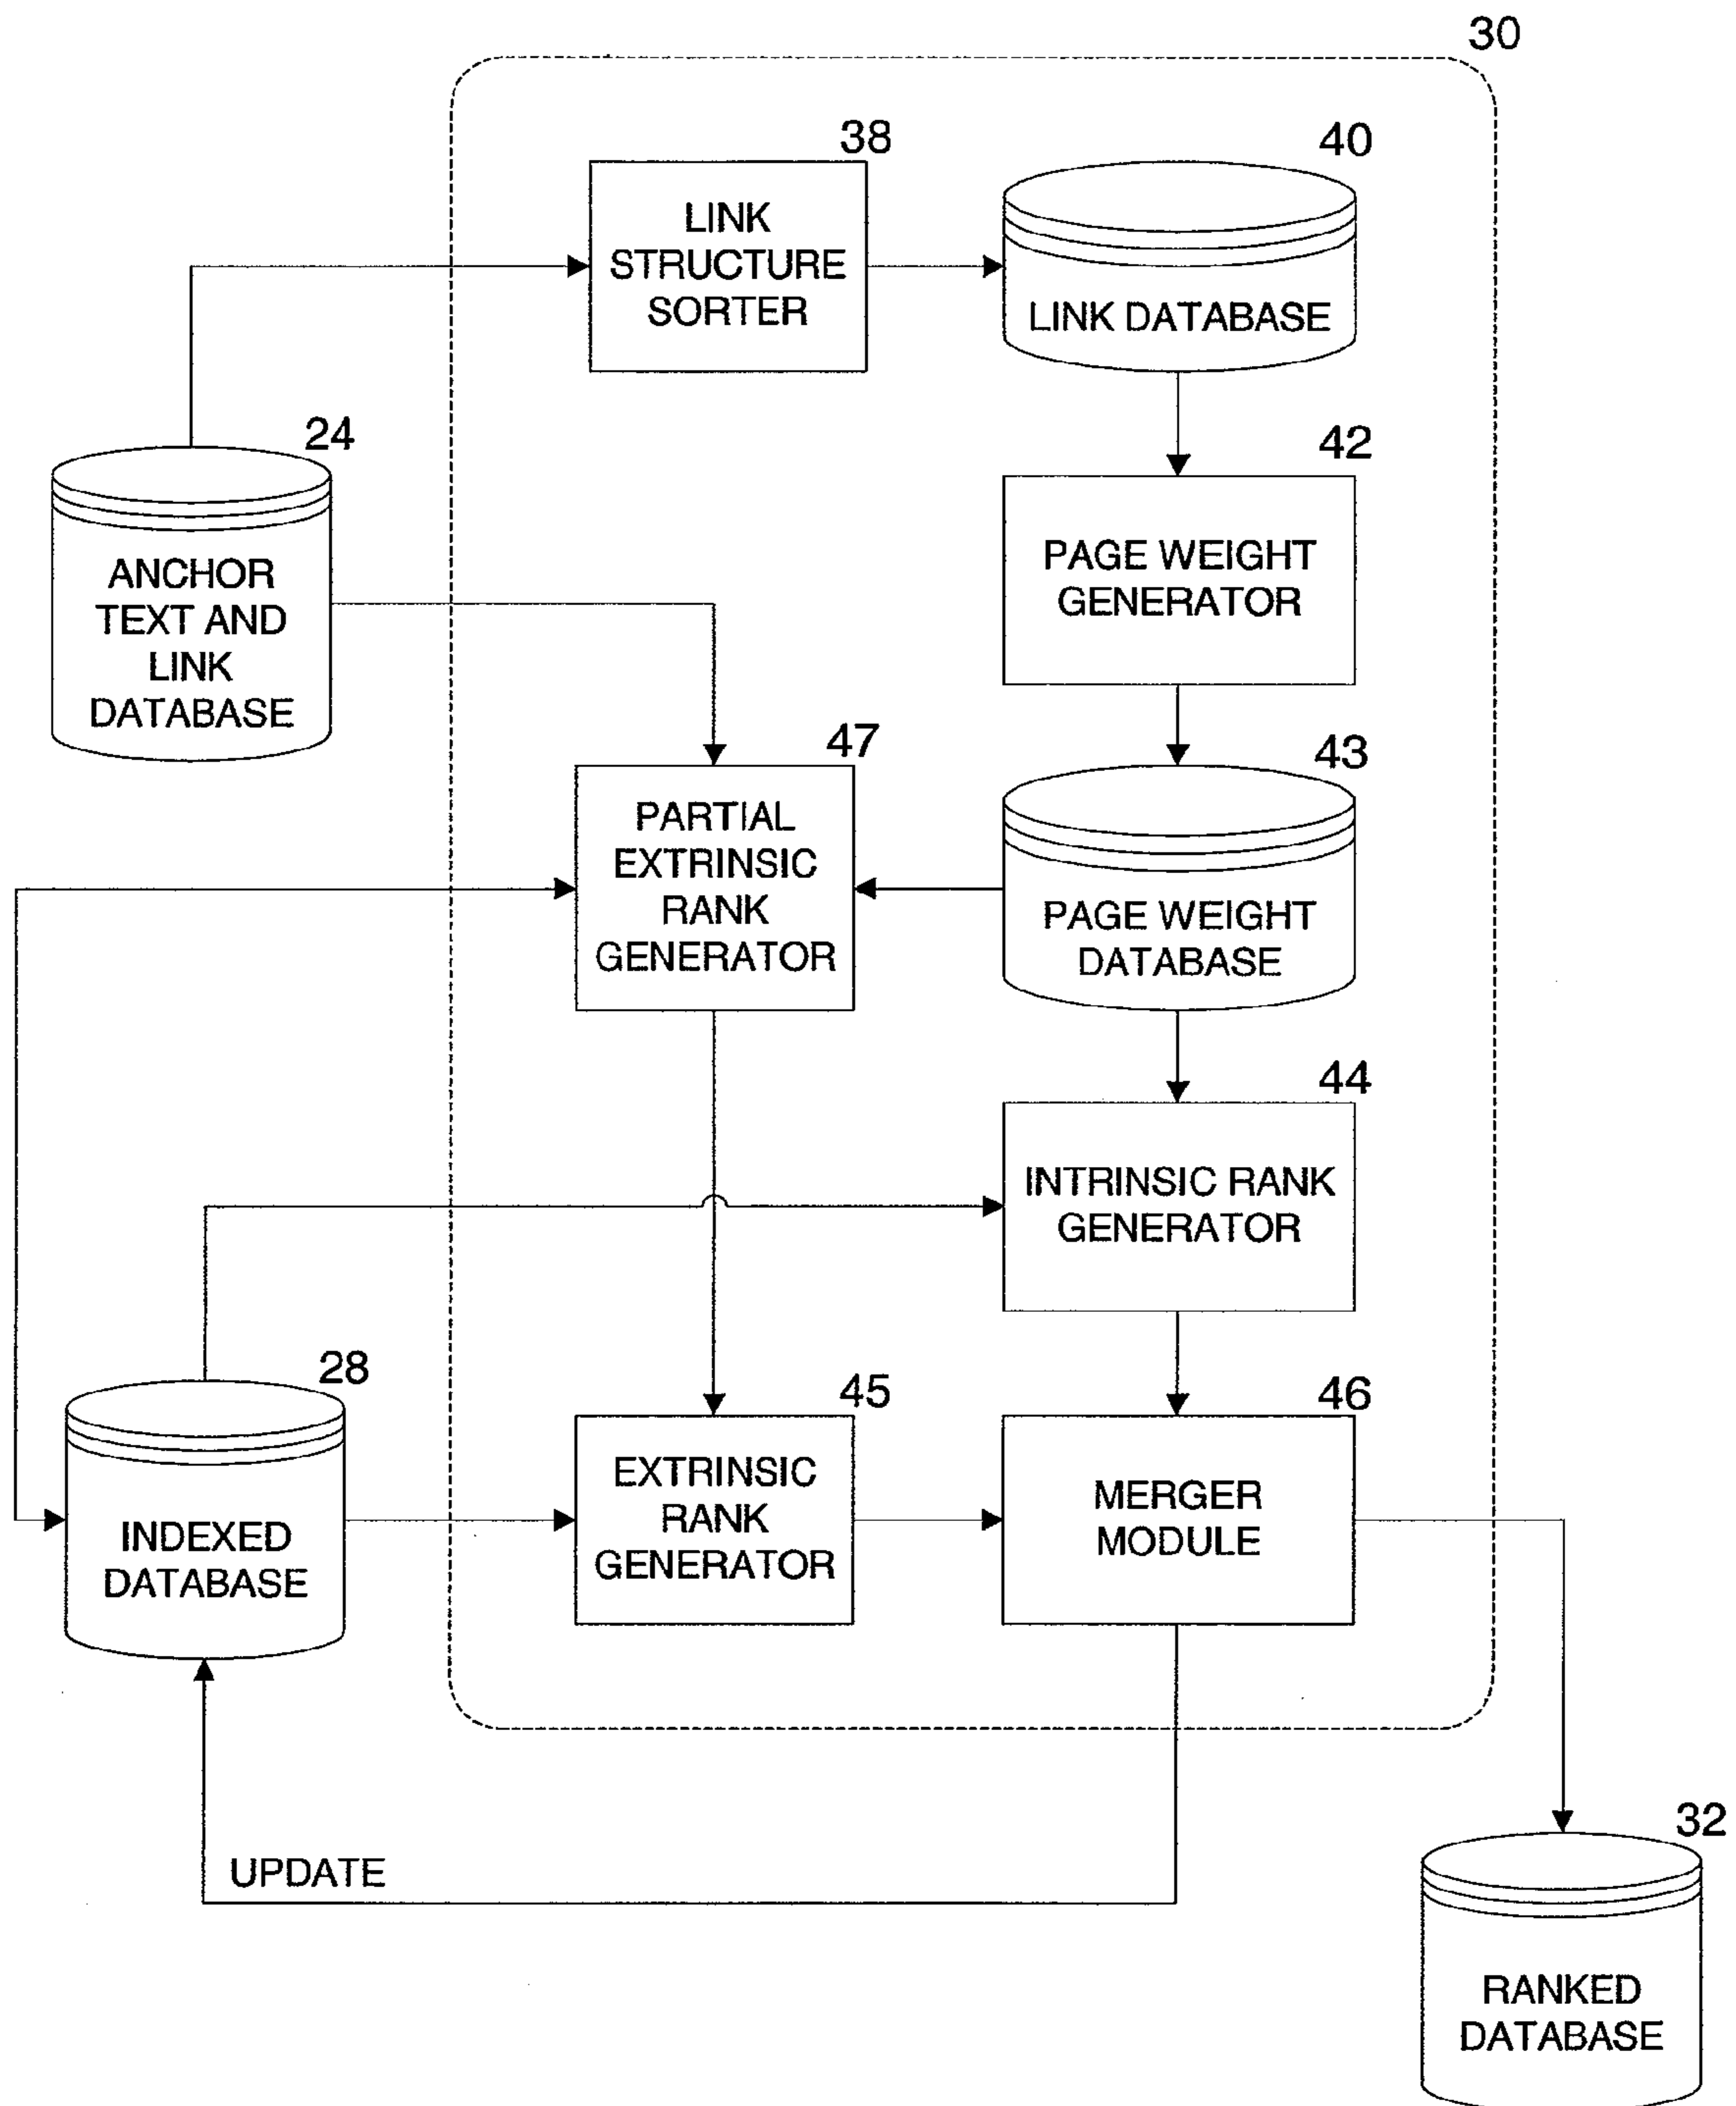 30
38
LINK
STRUCTURE
SORTER
40
LINK DATABASE
24
ANCHOR
TEXT AND
LINK
DATABASE
42
PAGE WEIGHT
GENERATOR
47
PARTIAL
EXTRINSIC
RANK
GENERATOR
43
PAGE WEIGHT
DATABASE
44
INTRINSIC RANK
GENERATOR
28
INDEXED
DATABASE
45
EXTRINSIC
RANK
GENERATOR
46
MERGER
MODULE
UPDATE
32
RANKED
DATABASE